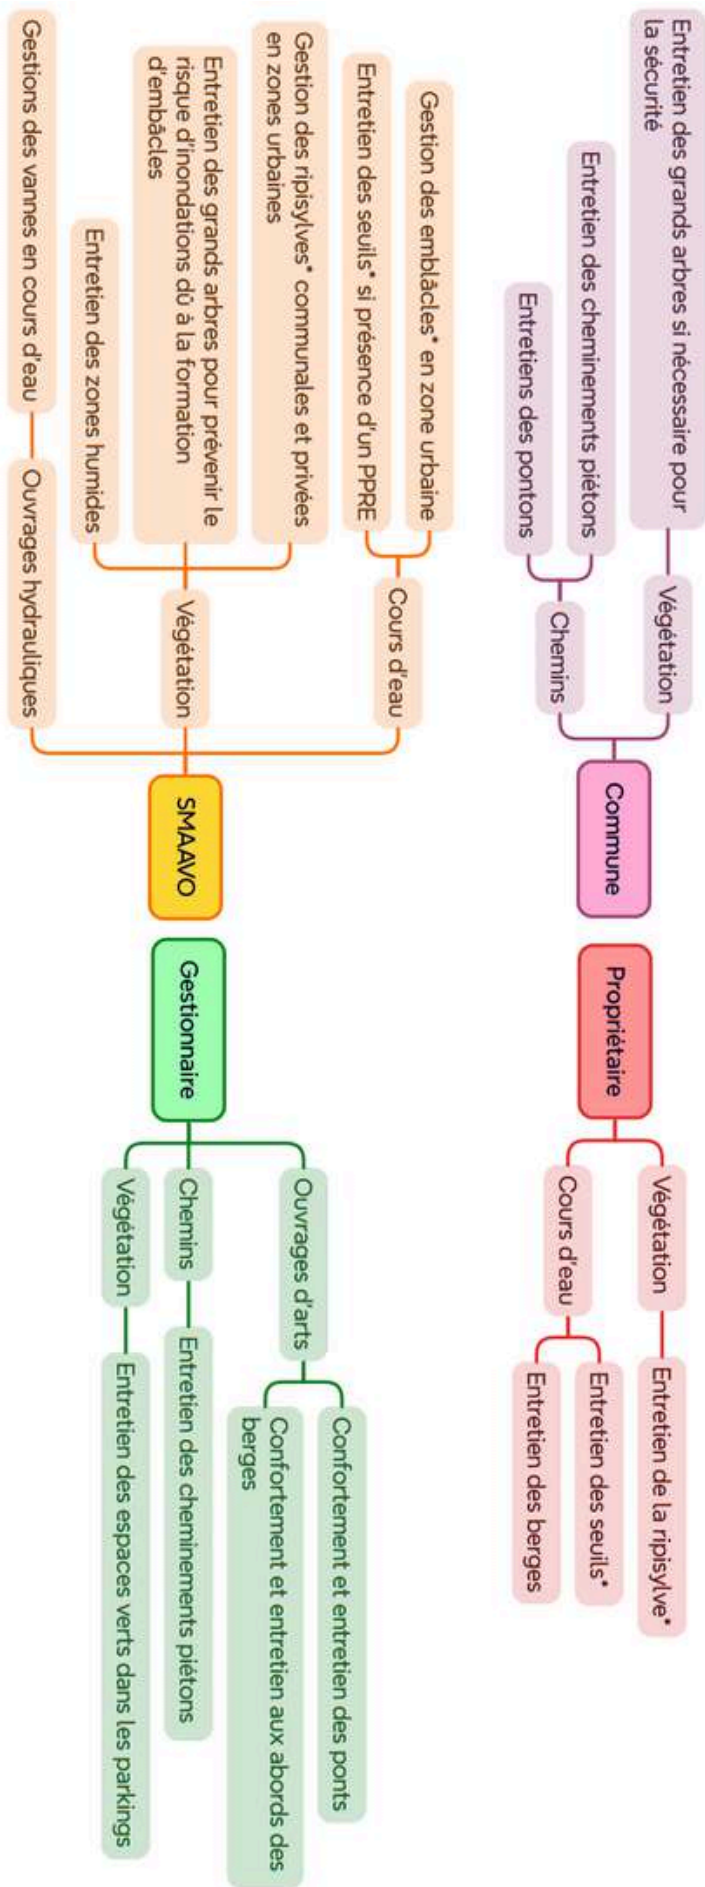 Entretien des grands arbres si nécessaire pour
la sécurité
Végétation
Entretien des cheminements piétons
Entretiens des pontons
Chemins
Commune
Propriétaire
Végétation
Entretien de la ripisylve*
Cours d'eau
Entretien des seuils*
Entretien des berges
Gestion des emblâcles* en zone urbaine
Entretien des seuils* si présence d'un PPRE
Cours d'eau
Gestion des ripisylves* communales et privées
en zones urbaines
Entretien des grands arbres pour prévenir le
risque d'inondations dû à la formation
d'embâcles
Entretien des zones humides
Végétation
Gestions des vannes en cours d'eau
Ouvrages hydrauliques
SMAAVO
Gestionnaire
Ouvrages d'arts
Confortement et entretien des ponts
Confortement et entretien aux abords des
berges
Chemins
Entretien des cheminements piétons
Végétation
Entretien des espaces verts dans les parkings